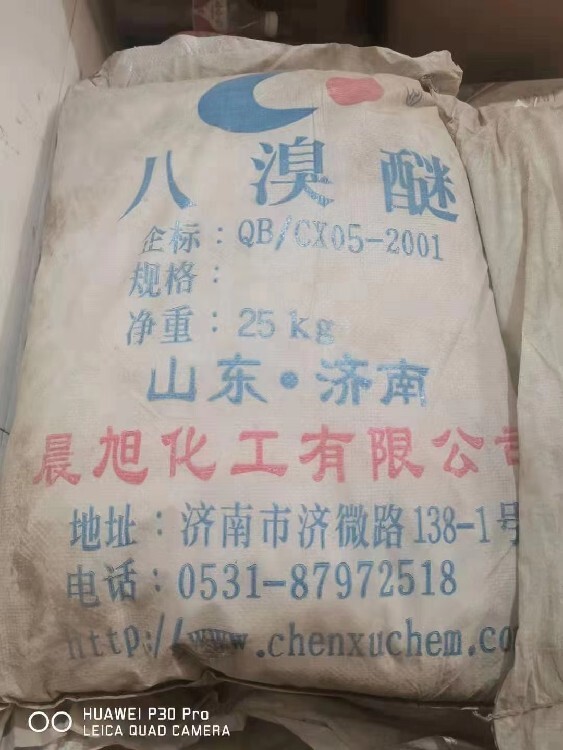 八溴醚
企标：QB/CX05-2001
规格：
净重：25kg
山东·济南
晨旭化工有限公司
地址：济南市济微路138-1号
电话：0531-87972518
http://www.chenxuchem.co
HUAWEI P30 Pro
LEICA QUAD CAMERA